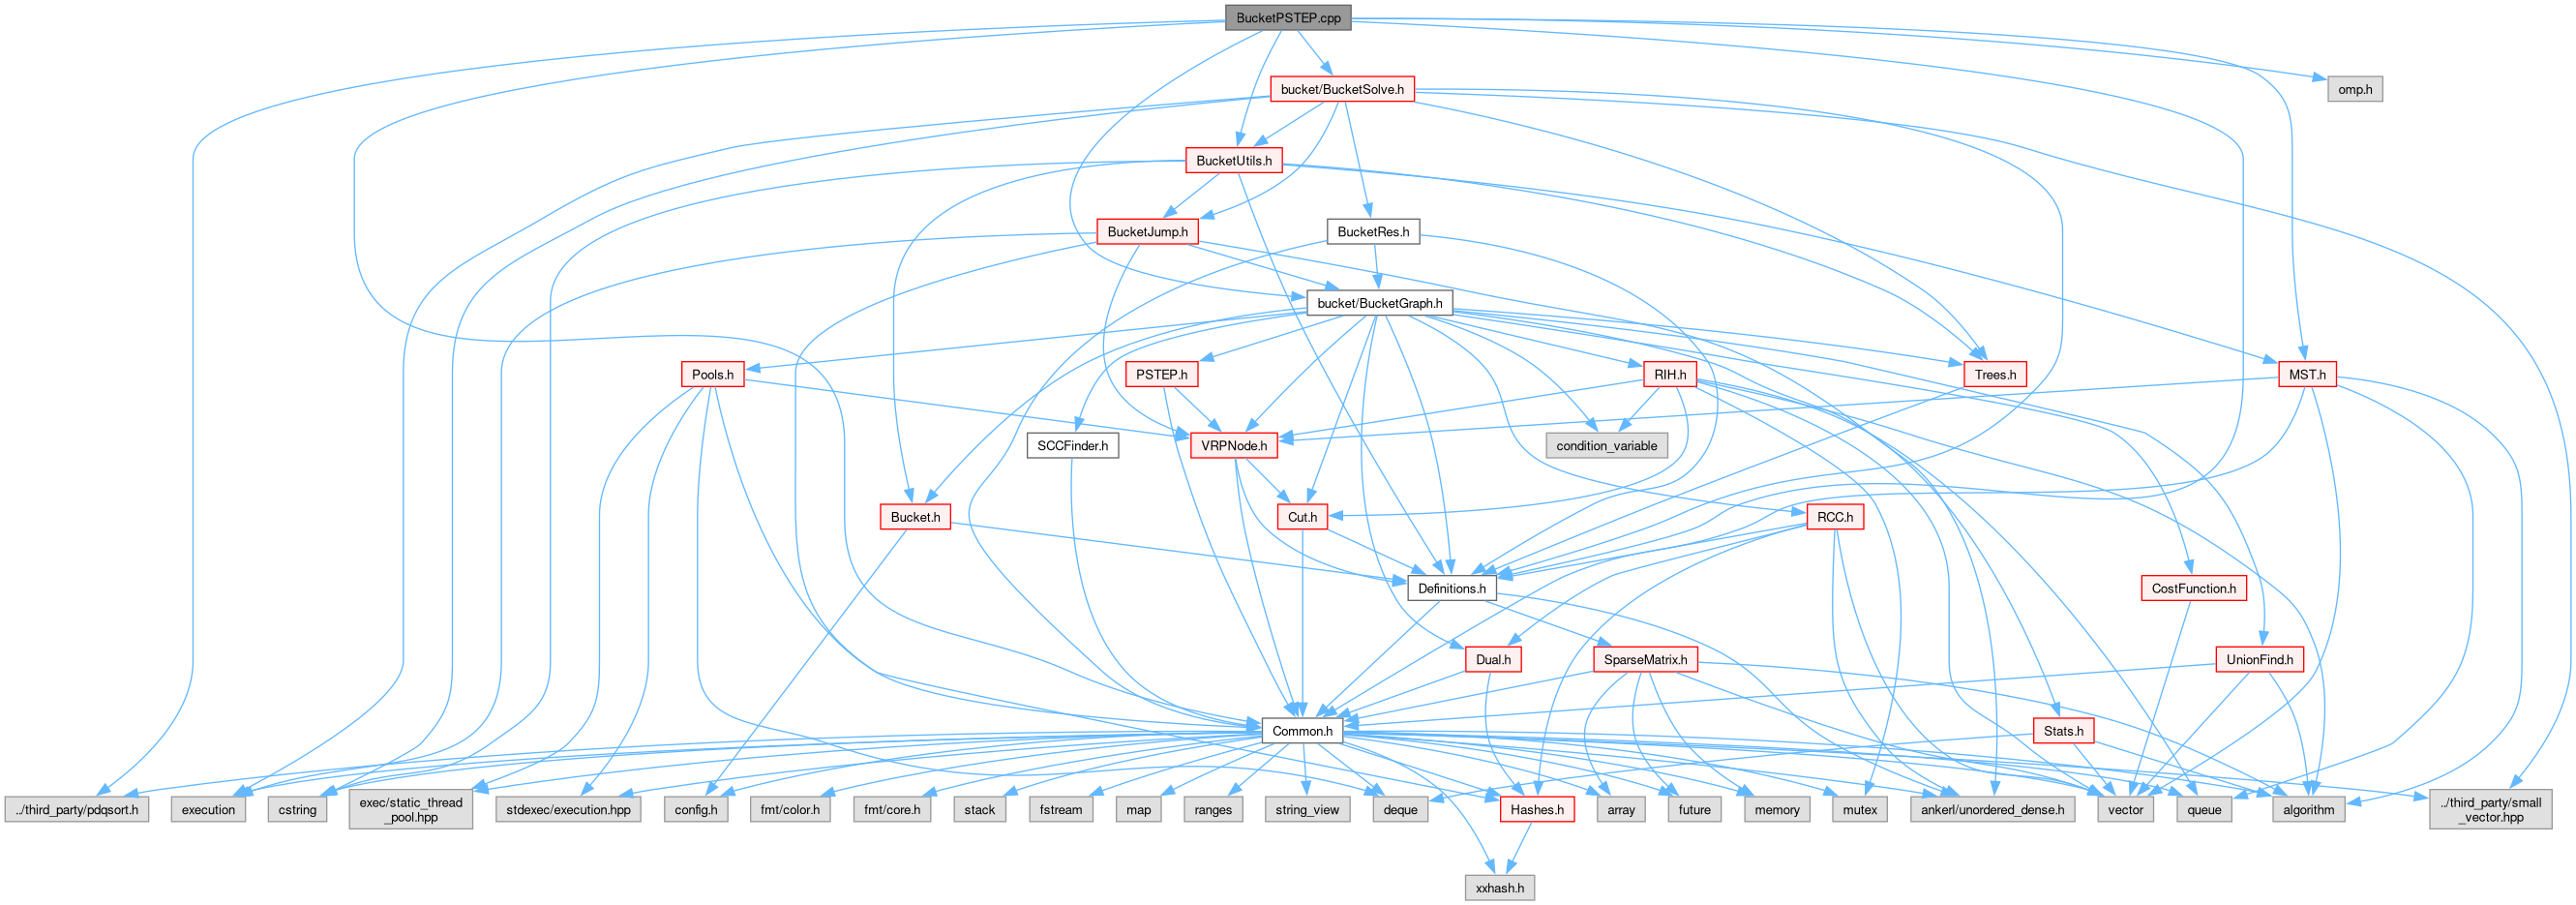 BucketPSTEP.cpp
bucket/BucketSolve.h
omp.h
BucketUtils.h
BucketJump.h
BucketRes.h
bucket/BucketGraph.h
Pools.h
PSTEP.h
RIH.h
Trees.h
MST.h
SCCFinder.h
VRPNode.h
condition_variable
Bucket.h
Cut.h
RCC.h
Definitions.h
CostFunction.h
Dual.h
SparseMatrix.h
UnionFind.h
Common.h
Stats.h
../third_party/pdqsort.h
execution
cstring
exec/static_thread
_pool.hpp
stdexec/execution.hpp
config.h
fmt/color.h
fmt/core.h
stack
fstream
map
ranges
string_view
deque
Hashes.h
array
future
memory
mutex
ankerl/unordered_dense.h
vector
queue
algorithm
../third_party/small
_vector.hpp
xxhash.h